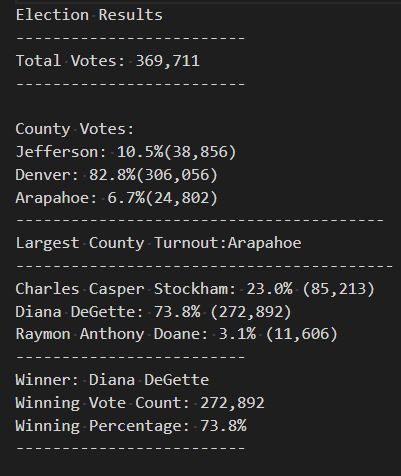 Election Results
-------------------------
Total Votes: 369,711
-------------------------
County Votes:
Jefferson: 10.5%(38,856)
Denver: 82.8%(306,056)
Arapahoe: 6.7%(24,802)
----------------------------------------
Largest County Turnout:Arapahoe
-----------------------------------------
Charles Casper Stockham: 23.0% (85,213)
Diana DeGette: 73.8% (272,892)
Raymon Anthony Doane: 3.1% (11,606)
-------------------------
Winner: Diana DeGette
Winning Vote Count: 272,892
Winning Percentage: 73.8%
-------------------------